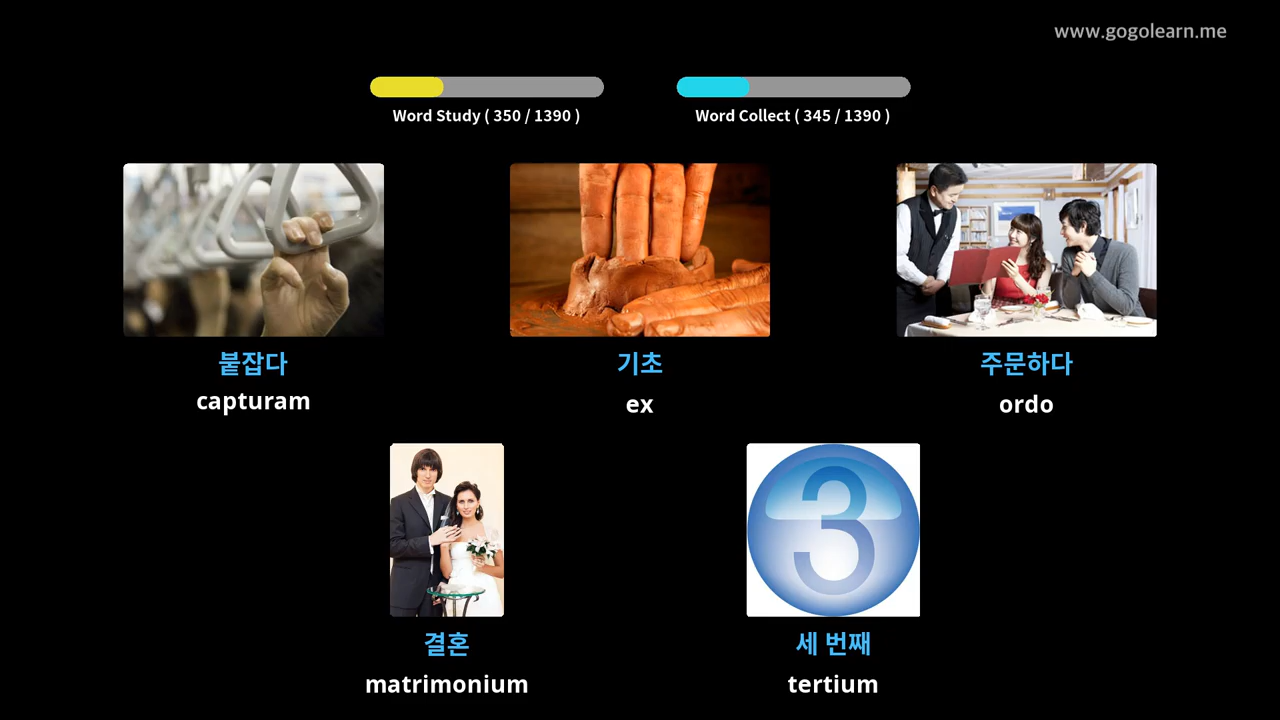 www.gogolearn.me
Word Study ( 350 / 1390 )
Word Collect ( 345 / 1390 )
붙잡다
capturam
기초
ex
주문하다
ordo
결혼
matrimonium
3
세 번째
tertium